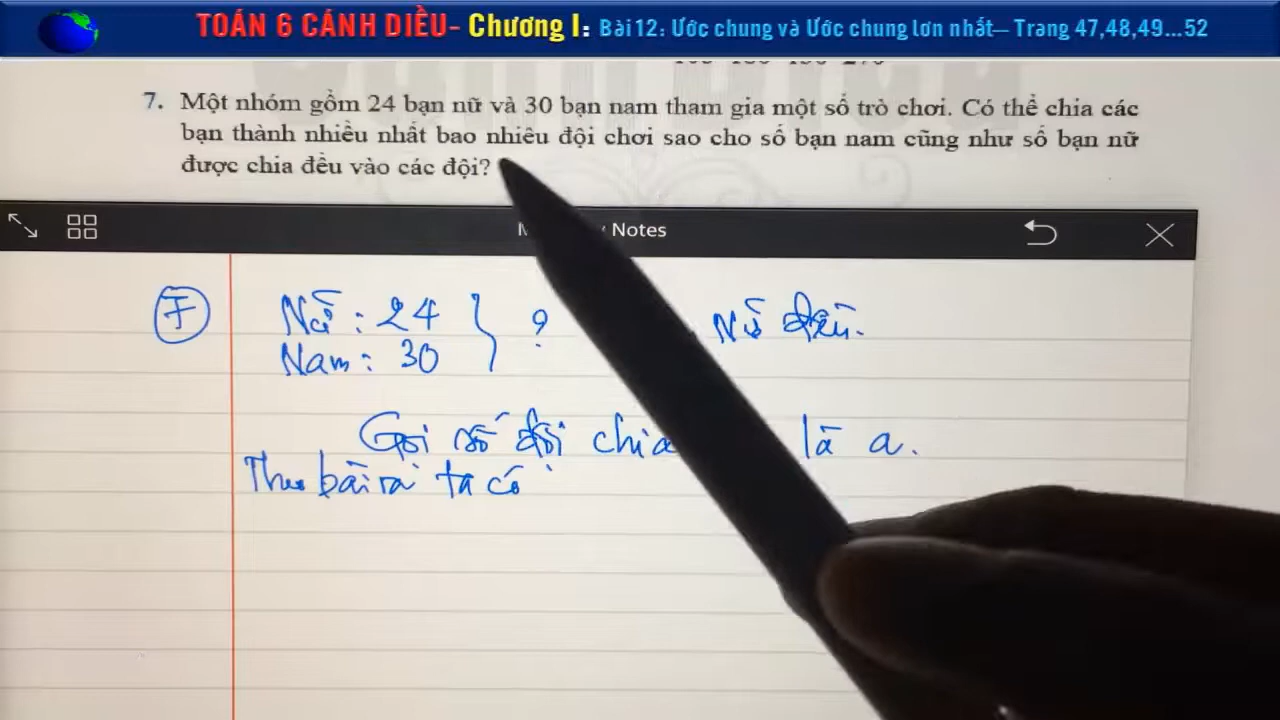 TOÁN 6 CÁNH DIỀU- Chương I: Bài 12: Ước chung và Ước chung lớn nhất– Trang 47,48,49...52
7. Một nhóm gồm 24 bạn nữ và 30 bạn nam tham gia một số trò chơi. Có thể chia các
bạn thành nhiều nhất bao nhiêu đội chơi sao cho số bạn nam cũng như số bạn nữ
được chia đều vào các đội?
Notes
7 Nữ: 24 } ? Nữ đều.
Nam: 30
Gọi số đội chia là a.
Theo bài ra ta có